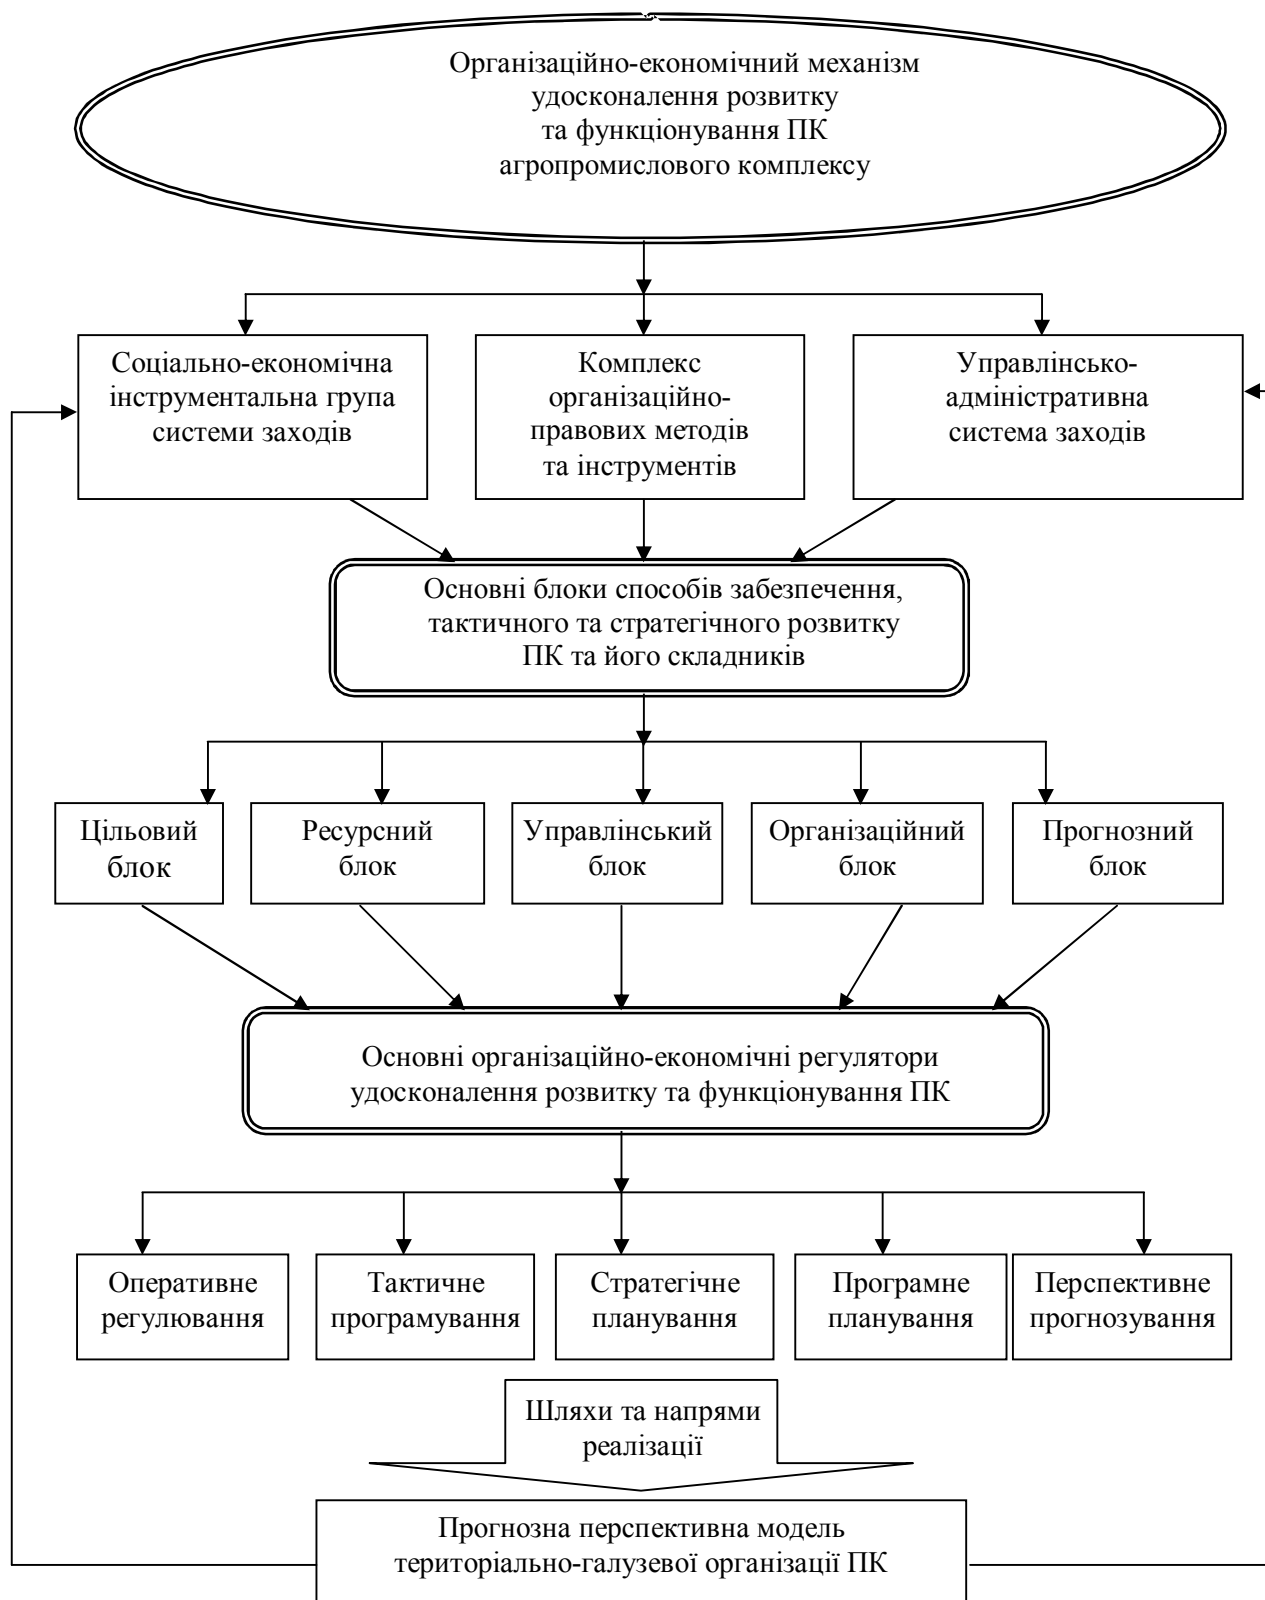 Організаційно-економічний механізм
удосконалення розвитку
та функціонування ПК
агропромислового комплексу
Соціально-економічна
інструментальна група
системи заходів
Комплекс
організаційно-
правових методів
та інструментів
Управлінсько-
адміністративна
система заходів
Основні блоки способів забезпечення,
тактичного та стратегічного розвитку
ПК та його складників
Цільовий
блок
Ресурсний
блок
Управлінський
блок
Організаційний
блок
Прогнозний
блок
Основні організаційно-економічні регулятори
удосконалення розвитку та функціонування ПК
Оперативне
регулювання
Тактичне
програмування
Стратегічне
планування
Програмне
планування
Перспективне
прогнозування
Шляхи та напрями
реалізації
Прогнозна перспективна модель
територіально-галузевої організації ПК